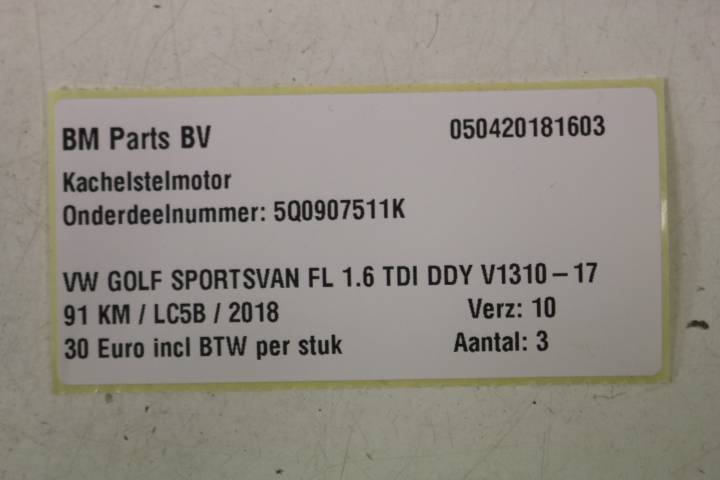 BM Parts BV 050420181603
Kachelstelmotor
Onderdeelnummer: 5Q0907511K
VW GOLF SPORTSVAN FL 1.6 TDI DDY V1310-17
91 KM / LC5B / 2018 Verz: 10
30 Euro incl BTW per stuk Aantal: 3